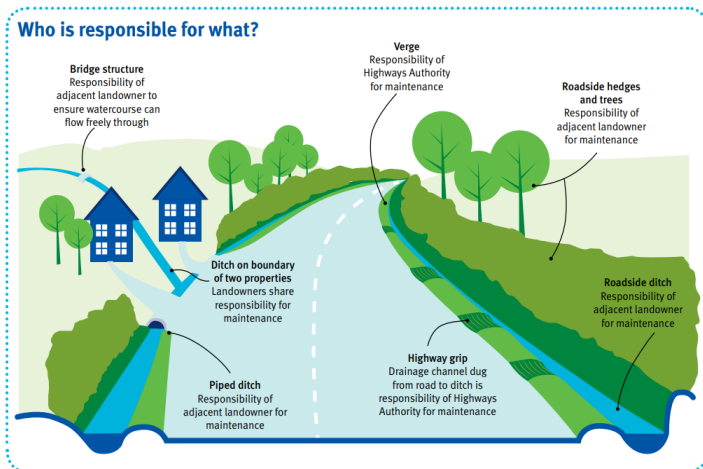 Who is responsible for what?
Bridge structure
Responsibility of
adjacent landowner to
ensure watercourse can
flow freely through
Verge
Responsibility of
Highways Authority
for maintenance
Roadside hedges
and trees
Responsibility of
adjacent landowner
for maintenance
Ditch on boundary
of two properties
Landowners share
responsibility for
maintenance
Roadside ditch
Responsibility of
adjacent landowner
for maintenance
Piped ditch
Responsibility of
adjacent landowner for
maintenance
Highway grip
Drainage channel dug
from road to ditch is
responsibility of Highways
Authority for maintenance